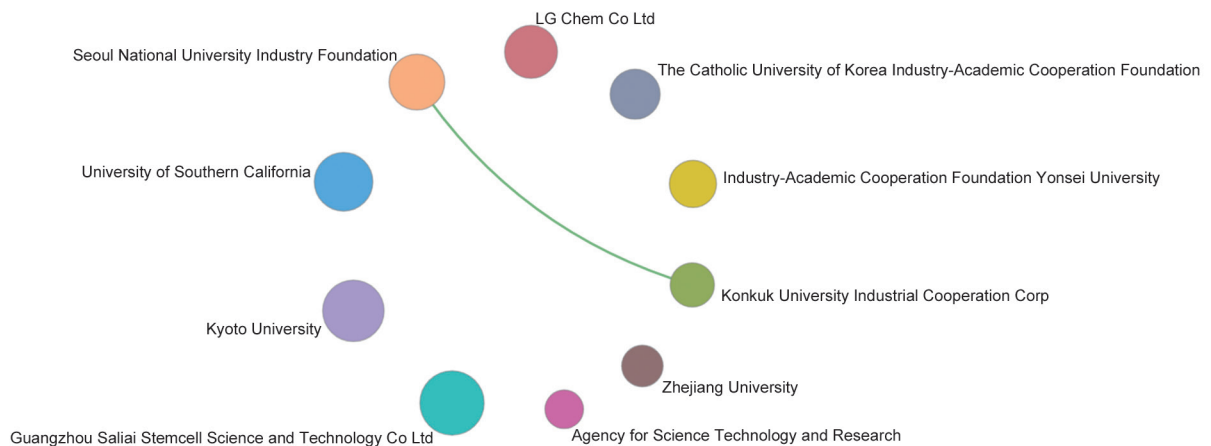 LG Chem Co Ltd
Seoul National University Industry Foundation
The Catholic University of Korea Industry-Academic Cooperation Foundation
University of Southern California
Industry-Academic Cooperation Foundation Yonsei University
Konkuk University Industrial Cooperation Corp
Kyoto University
Zhejiang University
Guangzhou Saliai Stemcell Science and Technology Co Ltd
Agency for Science Technology and Research